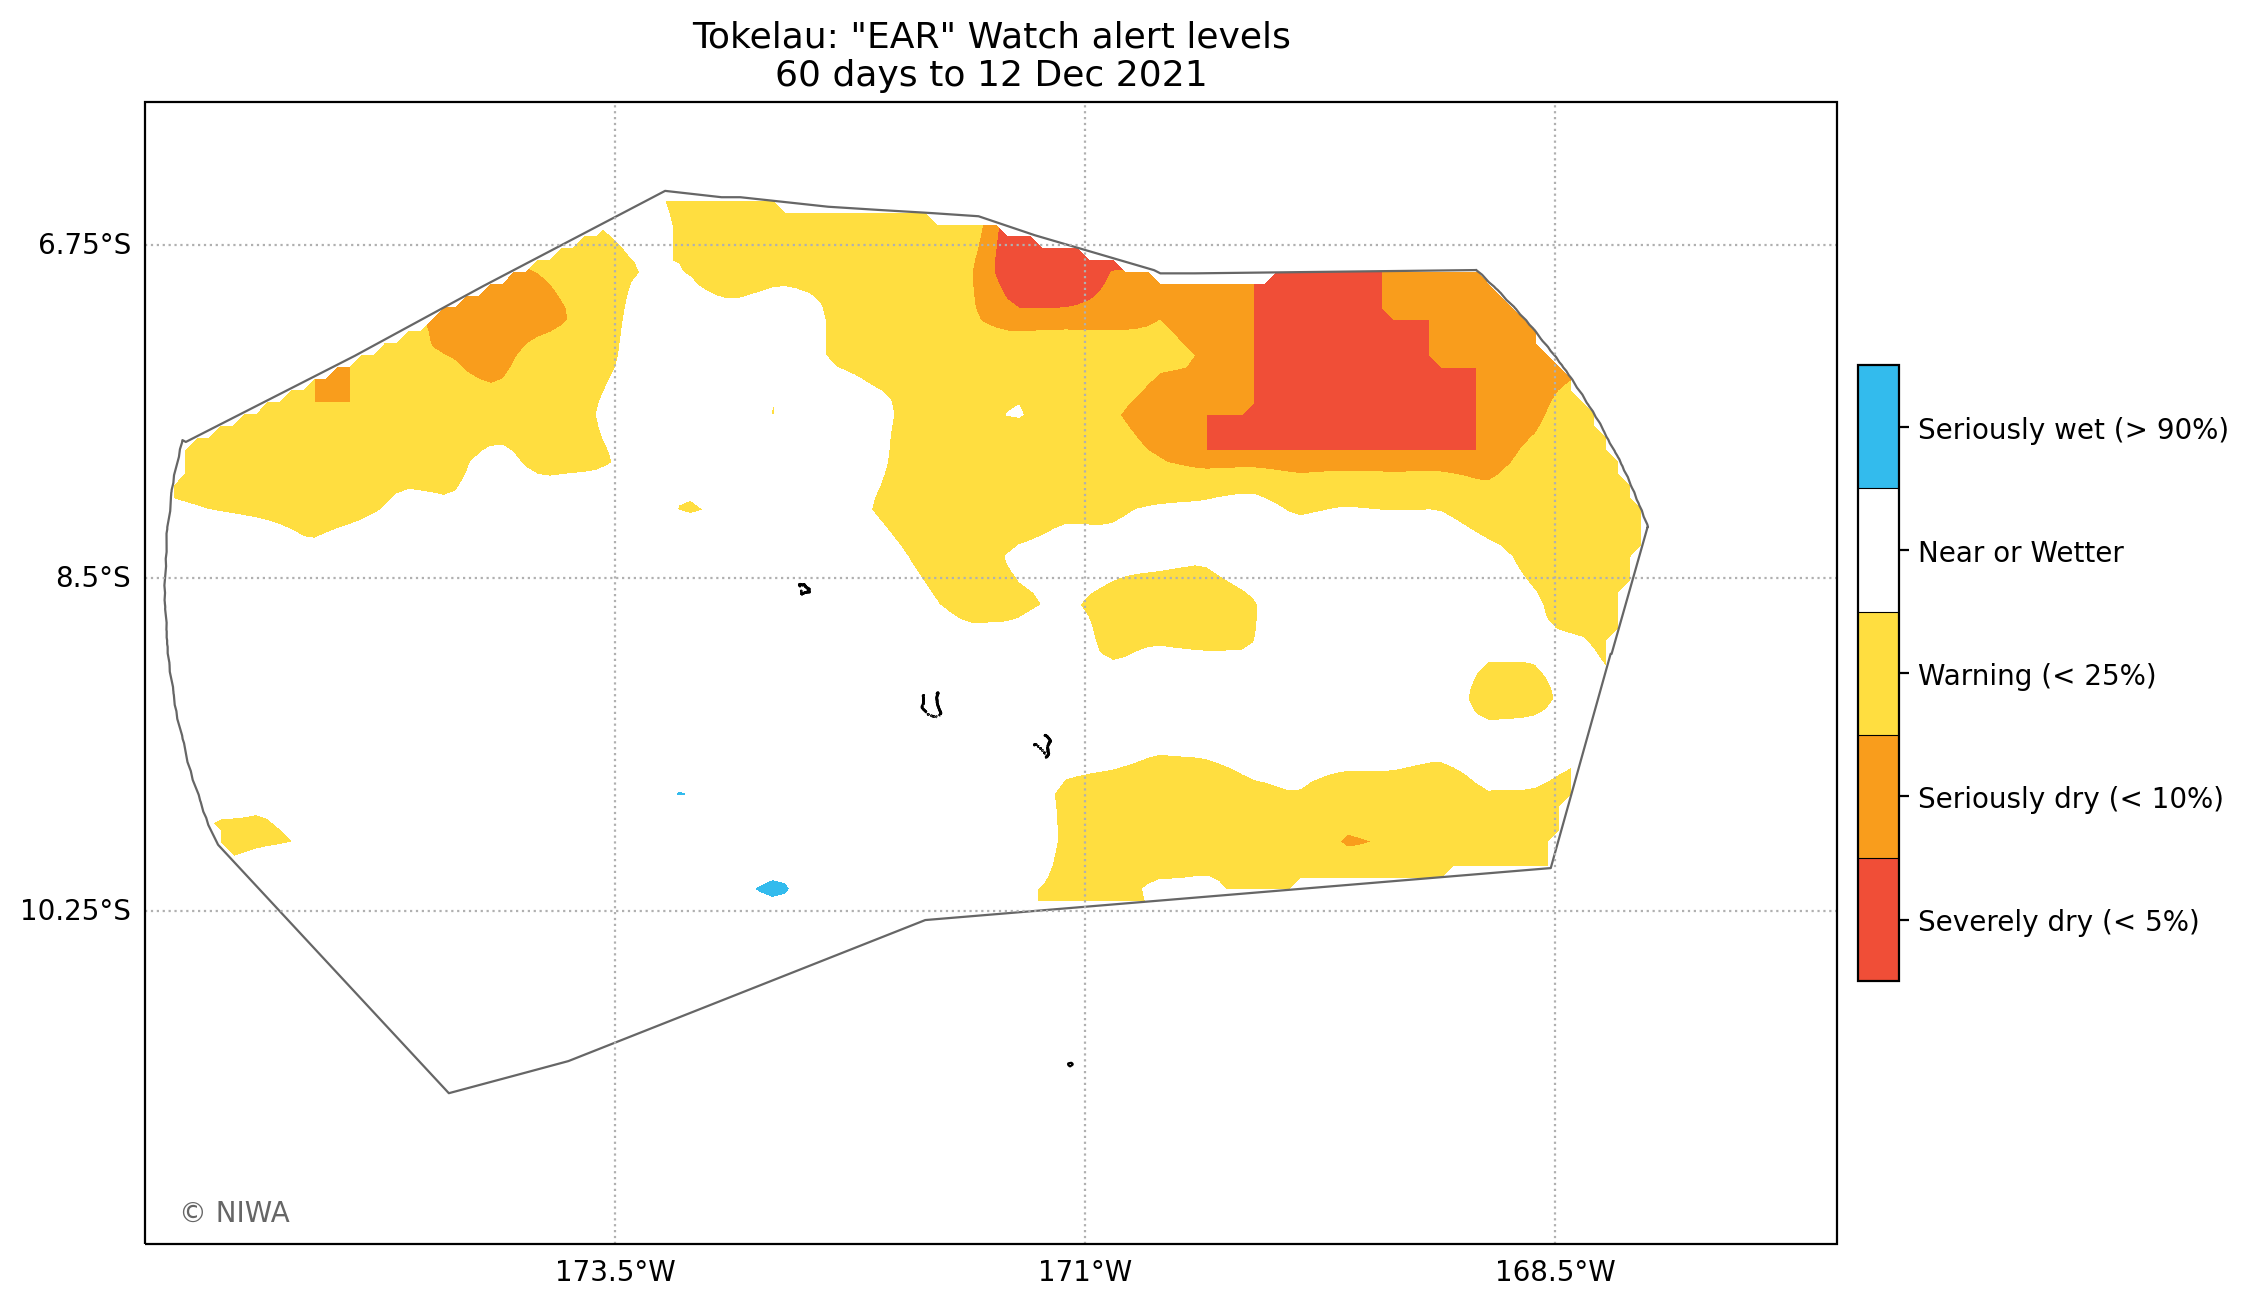 Tokelau: "EAR" Watch alert levels
60 days to 12 Dec 2021
6.75°S
8.5°S
10.25°S
173.5°W
171°W
168.5°W
Seriously wet (> 90%)
Near or Wetter
Warning (< 25%)
Seriously dry (< 10%)
Severely dry (< 5%)
© NIWA